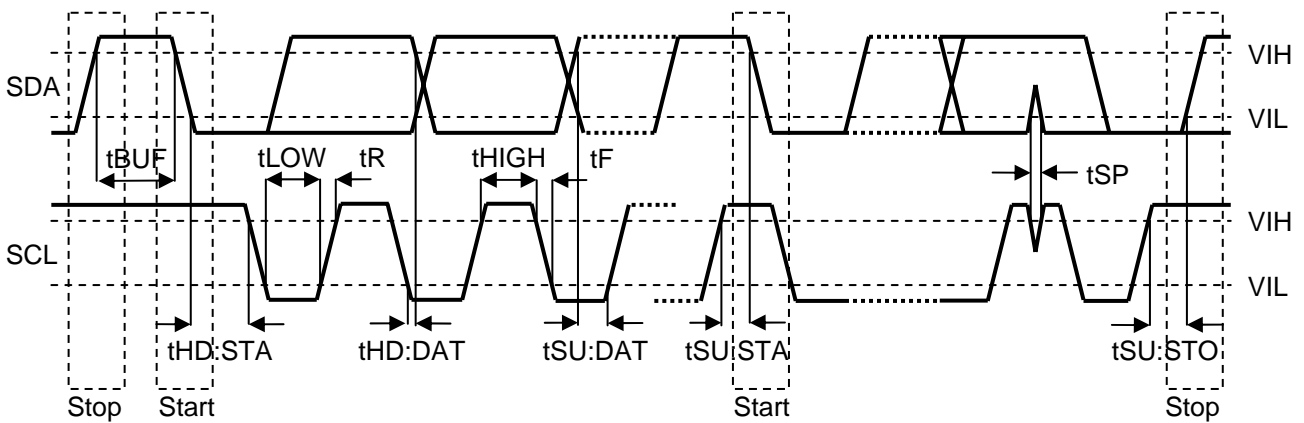 VIH
SDA
VIL
tBUF
tLOW
tR
tHIGH
tF
tSP
VIH
SCL
VIL
tHD:STA
tHD:DAT
tSU:DAT
tSU:STA
tSU:STO
Stop
Start
Start
Stop